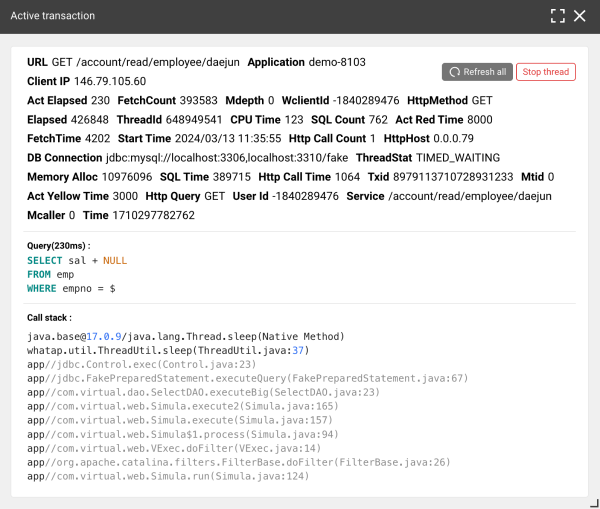 Active transaction
URL GET /account/read/employee/daejun Application demo-8103
Refresh all Stop thread
Client IP 146.79.105.60
Act Elapsed 230 FetchCount 393583 Mdepth 0 WclientId -1840289476 HttpMethod GET
Elapsed 426848 ThreadId 648949541 CPU Time 123 SQL Count 762 Act Red Time 8000
FetchTime 4202 Start Time 2024/03/13 11:35:55 Http Call Count 1 HttpHost 0.0.0.79
DB Connection jdbc:mysql://localhost:3306,localhost:3310/fake ThreadStat TIMED_WAITING
Memory Alloc 10976096 SQL Time 389715 Http Call Time 1064 Txid 8979113710728931233 Mtid 0
Act Yellow Time 3000 Http Query GET User Id -1840289476 Service /account/read/employee/daejun
Mcaller 0 Time 1710297782762
Query(230ms) :
SELECT sal + NULL
FROM emp
WHERE empno = $
Call stack :
java.base@17.0.9/java.lang.Thread.sleep(Native Method)
whatap.util.ThreadUtil.sleep(ThreadUtil.java:37)
app//jdbc.Control.exec(Control.java:23)
app//jdbc.FakePreparedStatement.executeQuery(FakePreparedStatement.java:67)
app//com.virtual.dao.SelectDAO.executeBig(SelectDAO.java:23)
app//com.virtual.web.Simula.execute2(Simula.java:165)
app//com.virtual.web.Simula.execute(Simula.java:157)
app//com.virtual.web.Simula$1.process(Simula.java:94)
app//com.virtual.web.VExec.doFilter(VExec.java:14)
app//org.apache.catalina.filters.FilterBase.doFilter(FilterBase.java:26)
app//com.virtual.web.Simula.run(Simula.java:124)